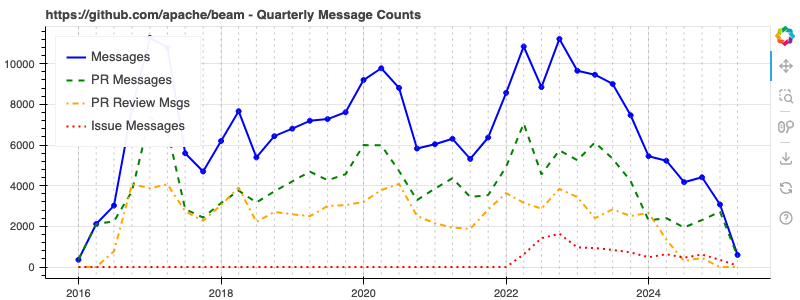 https://github.com/apache/beam - Quarterly Message Counts
Messages
PR Messages
PR Review Msgs
Issue Messages
10000
8000
6000
4000
2000
0
2016 2018 2020 2022 2024